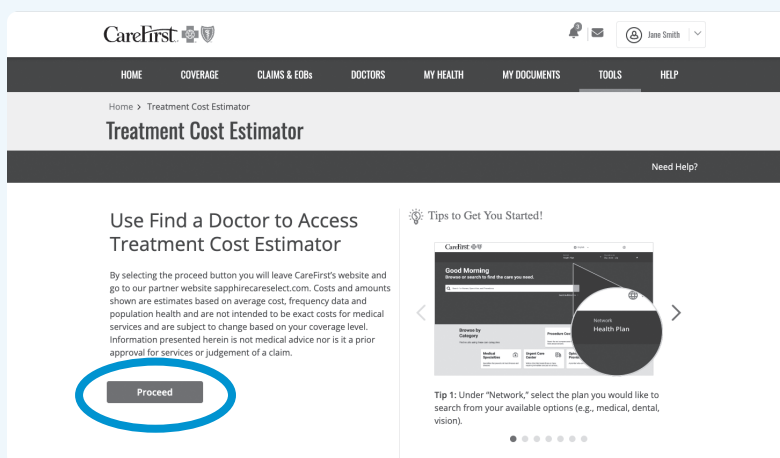 CareFirst
3
Jane Smith
HOME COVERAGE CLAIMS & EOBs DOCTORS MY HEALTH MY DOCUMENTS TOOLS HELP
Home > Treatment Cost Estimator
Treatment Cost Estimator
Need Help?
Use Find a Doctor to Access
Treatment Cost Estimator
By selecting the proceed button you will leave CareFirst's website and
go to our partner website sapphirecareselect.com. Costs and amounts
shown are estimates based on average cost, frequency data and
population health and are not intended to be exact costs for medical
services and are subject to change based on your coverage level.
Information presented herein is not medical advice nor is it a prior
approval for services or judgement of a claim.
Proceed
Tips to Get You Started!
CareFirst
Good Morning
Browse or search to find the care you need.
Network
Health Plan
Browse by
Category
Medical
Specialties
Urgent Care
Center
Tip 1: Under "Network," select the plan you would like to
search from your available options (e.g., medical, dental,
vision).